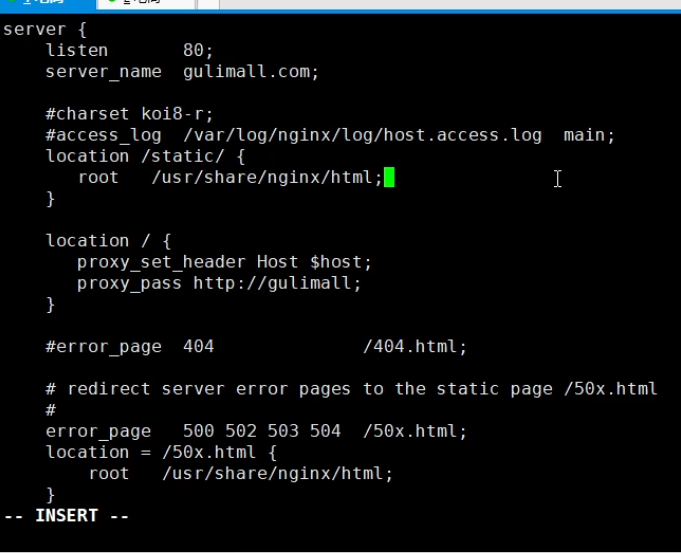 server {
    listen       80;
    server_name  gulimall.com;

    #charset koi8-r;
    #access_log  /var/log/nginx/log/host.access.log  main;
    location /static/ {
       root   /usr/share/nginx/html;
    }

    location / {
       proxy_set_header Host $host;
       proxy_pass http://gulimall;
    }

    #error_page  404              /404.html;

    # redirect server error pages to the static page /50x.html
    #
    error_page   500 502 503 504  /50x.html;
    location = /50x.html {
        root   /usr/share/nginx/html;
    }
-- INSERT --